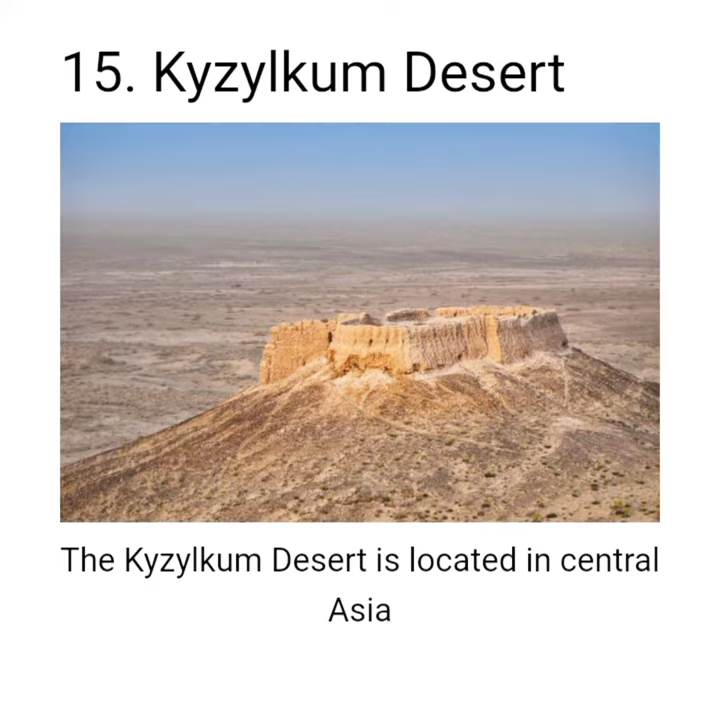 15. Kyzylkum Desert
The Kyzylkum Desert is located in central
Asia